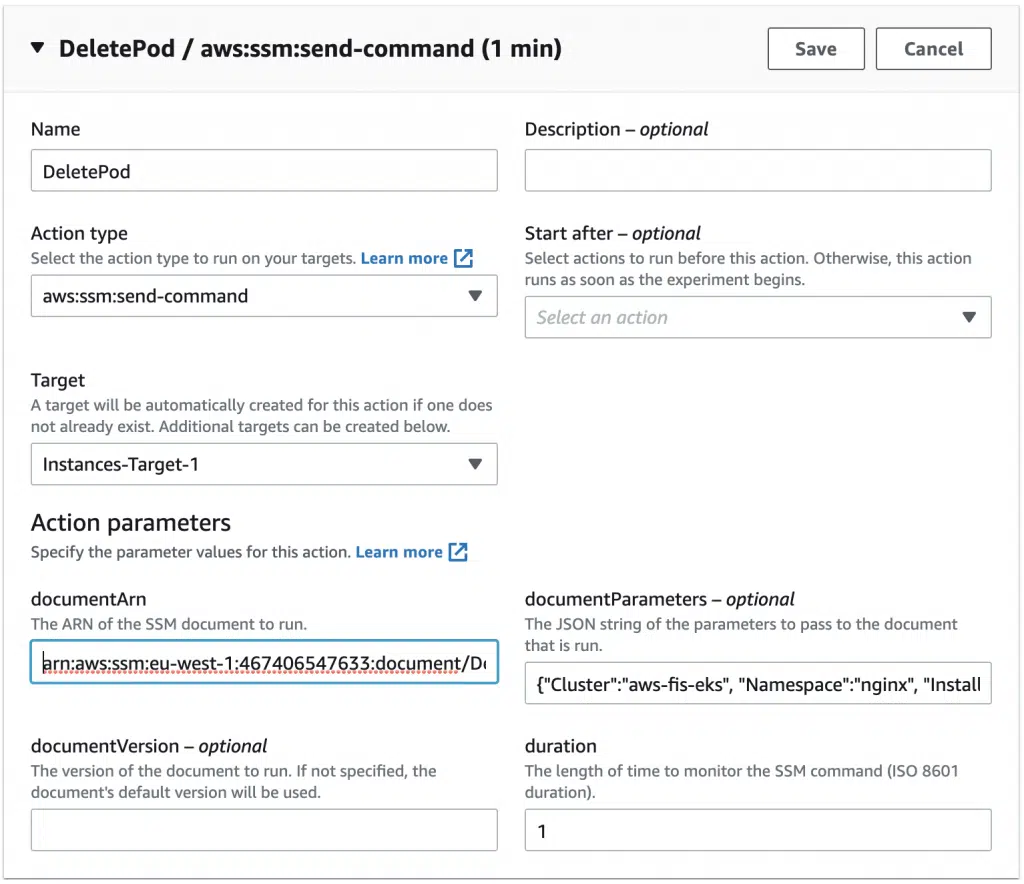 DeletePod / aws:ssm:send-command (1 min)
Save
Cancel
Name
DeletePod
Description – optional
Action type
Select the action type to run on your targets. Learn more
aws:ssm:send-command
Start after – optional
Select actions to run before this action. Otherwise, this action
runs as soon as the experiment begins.
Select an action
Target
A target will be automatically created for this action if one does
not already exist. Additional targets can be created below.
Instances-Target-1
Action parameters
Specify the parameter values for this action. Learn more
documentArn
The ARN of the SSM document to run.
arn:aws:ssm:eu-west-1:467406547633:document/De
documentParameters – optional
The JSON string of the parameters to pass to the document
that is run.
{"Cluster":"aws-fis-eks", "Namespace":"nginx", "Install
documentVersion – optional
The version of the document to run. If not specified, the
document's default version will be used.
duration
The length of time to monitor the SSM command (ISO 8601
duration).
1